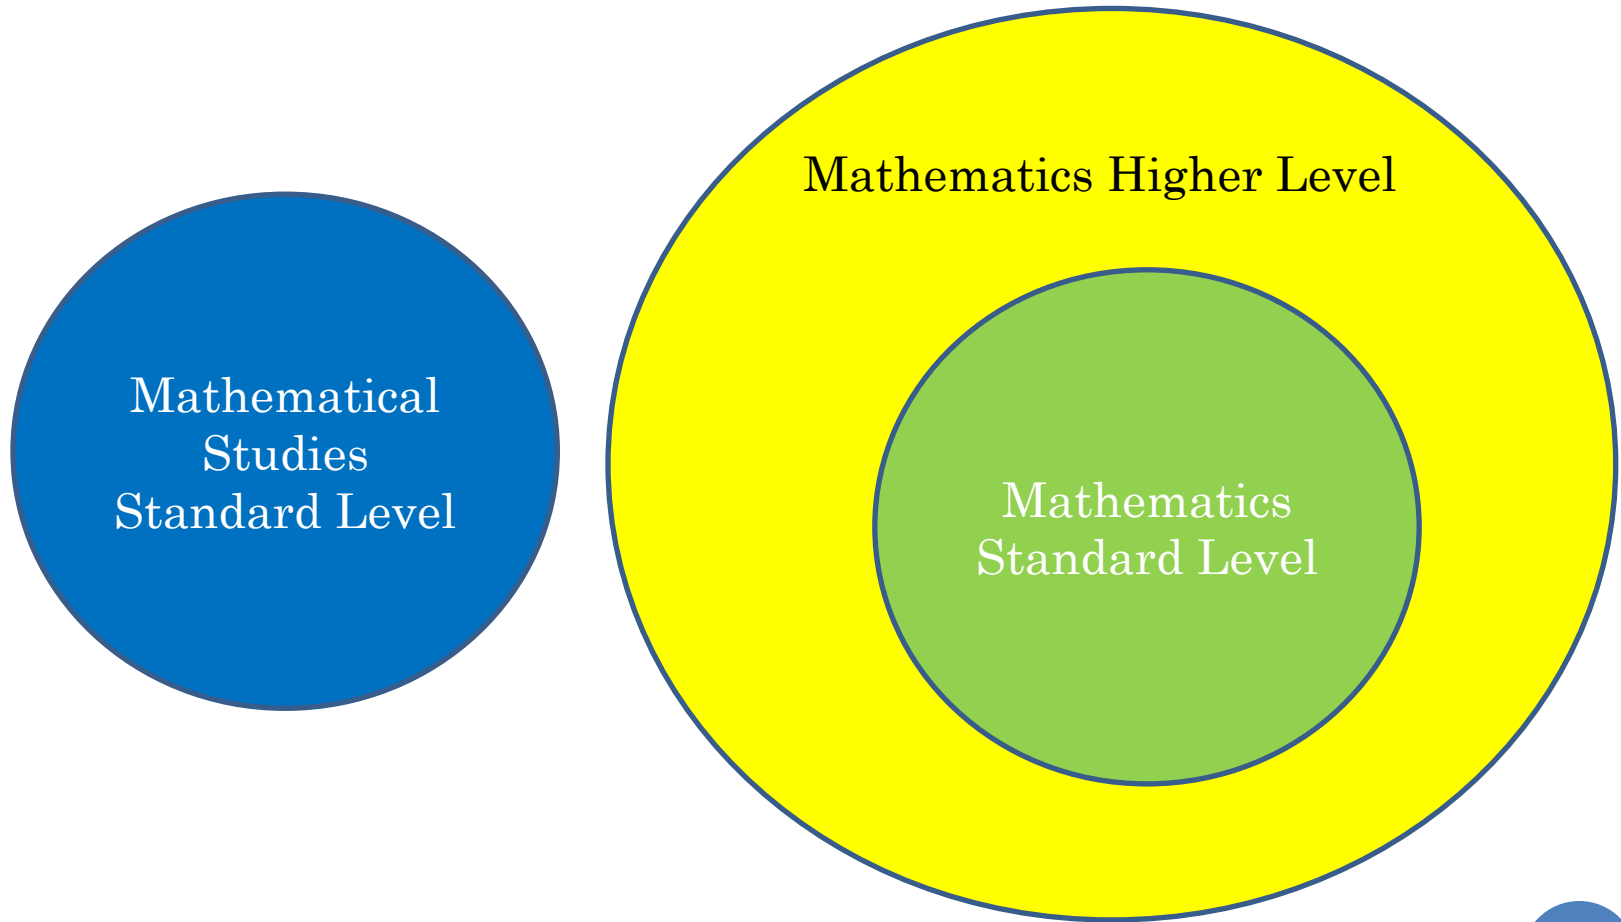 Mathematics Higher Level
Mathematical
Studies
Standard Level
Mathematics
Standard Level